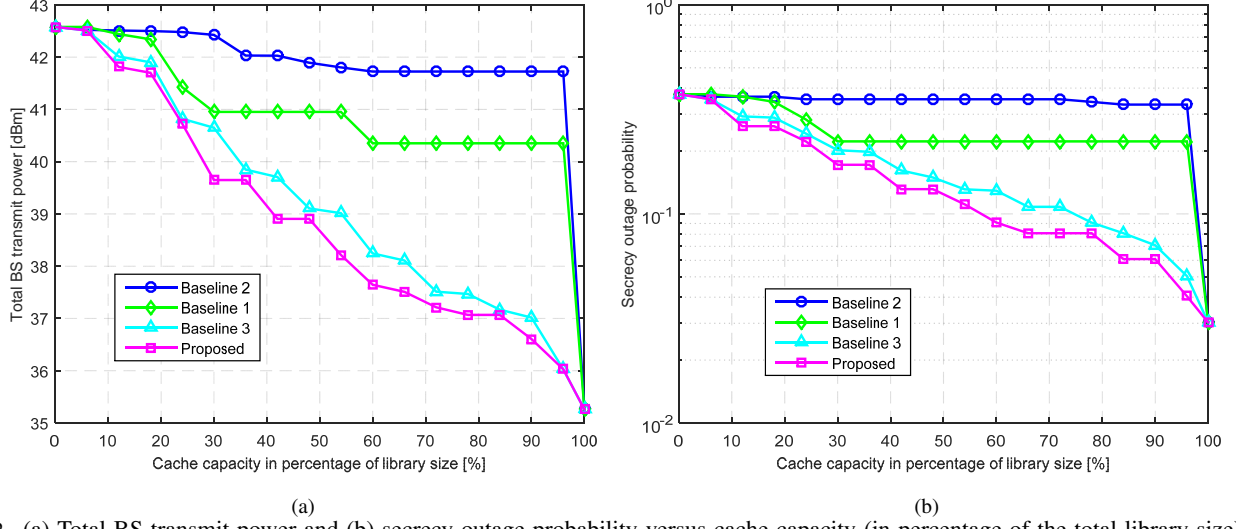 43
42
41
40
39
38
37
36
35
Total BS transmit power [dBm]
Baseline 2
Baseline 1
Baseline 3
Proposed
0 10 20 30 40 50 60 70 80 90 100
Cache capacity in percentage of library size [%]
(a)
10^0
10^-1
10^-2
Secrecy outage probability
Baseline 2
Baseline 1
Baseline 3
Proposed
0 10 20 30 40 50 60 70 80 90 100
Cache capacity in percentage of library size [%]
(b)
(a) Total BS transmit power and (b) secrecy outage probability versus cache capacity (in percentage of the total library size)